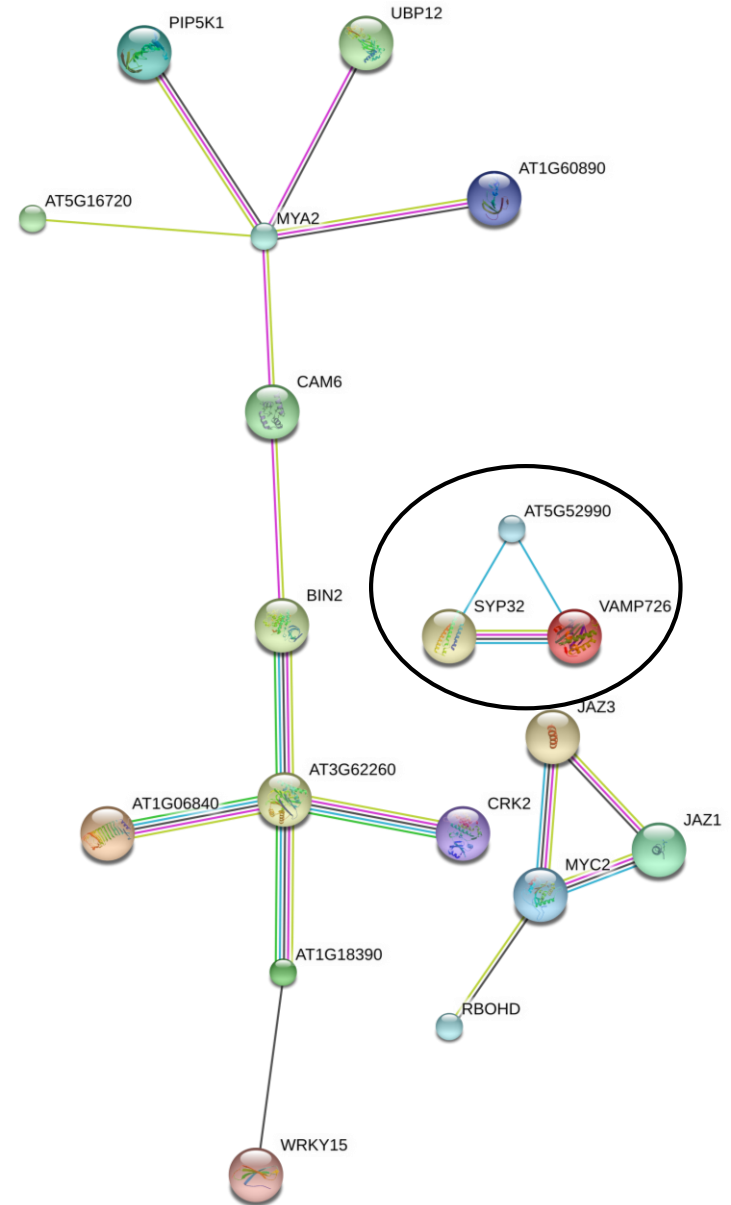 UBP12
PIP5K1
AT1G60890
AT5G16720
MYA2
CAM6
AT5G52990
BIN2
SYP32
VAMP726
JAZ3
AT3G62260
AT1G06840
CRK2
JAZ1
MYC2
AT1G18390
RBOHD
WRKY15